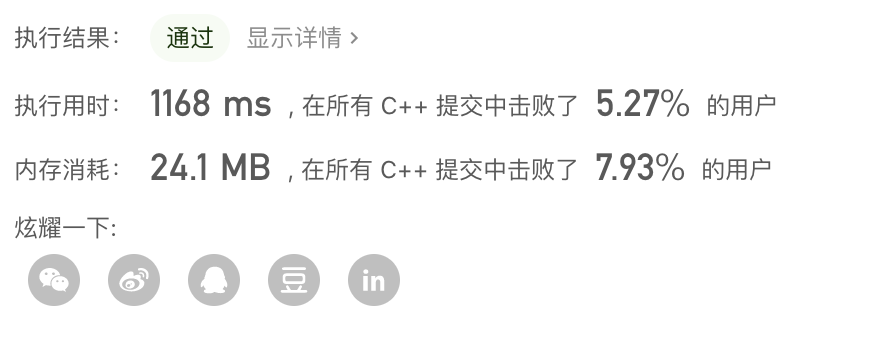 执行结果： 通过 显示详情 >
执行用时： 1168 ms , 在所有 C++ 提交中击败了 5.27% 的用户
内存消耗： 24.1 MB , 在所有 C++ 提交中击败了 7.93% 的用户
炫耀一下:
豆 in